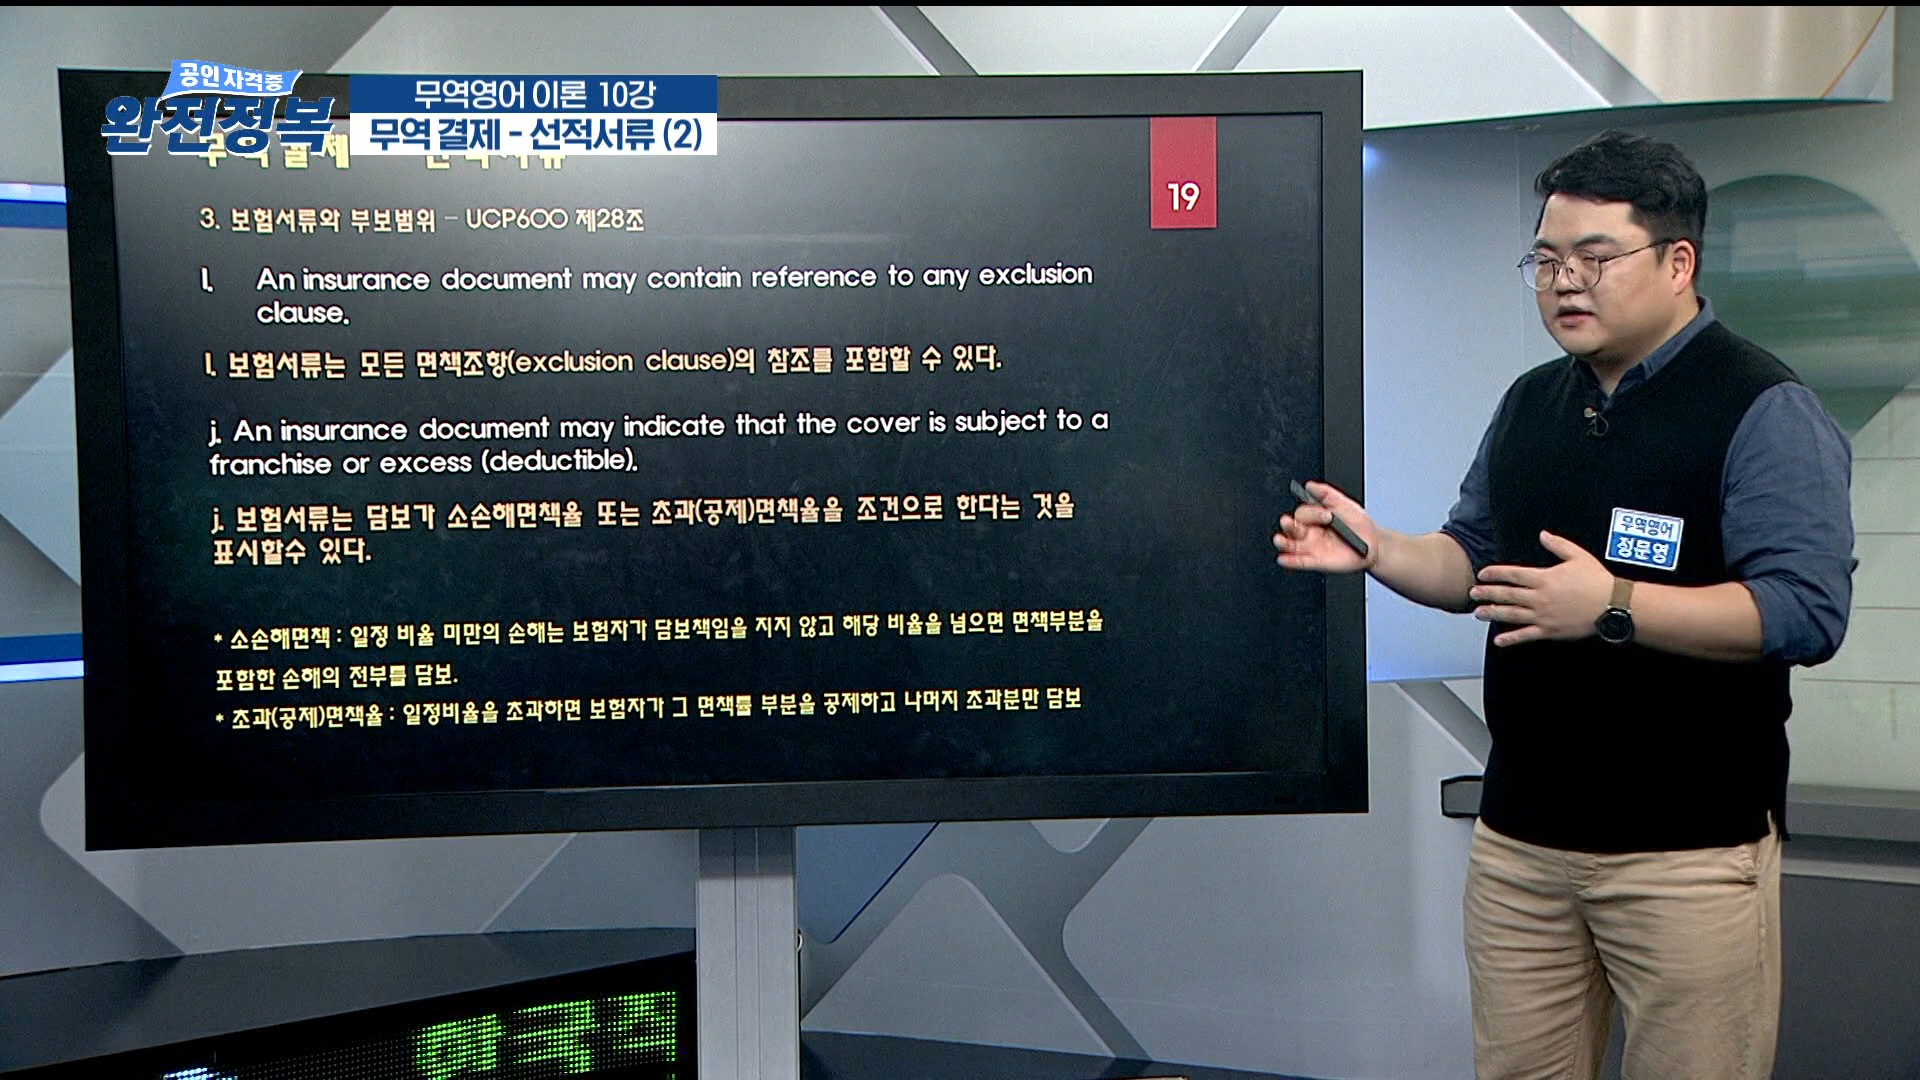 공인 자격증
완전정복
무역영어 이론 10강
무역 결제 - 선적서류 (2)
19
3. 보험서류와 부보범위 - UCP600 제28조
I. An insurance document may contain reference to any exclusion
clause.
I. 보험서류는 모든 면책조항(exclusion clause)의 참조를 포함할 수 있다.
j. An insurance document may indicate that the cover is subject to a
franchise or excess (deductible).
j. 보험서류는 담보가 소손해면책율 또는 초과(공제)면책율을 조건으로 한다는 것을
표시할수 있다.
* 소손해면책 : 일정 비율 미만의 손해는 보험자가 담보책임을 지지 않고 해당 비율을 넘으면 면책부분을
포함한 손해의 전부를 담보.
* 초과(공제)면책율 : 일정비율을 초과하면 보험자가 그 면책률 부분을 공제하고 나머지 초과분만 담보
무역영어
정문영
한국